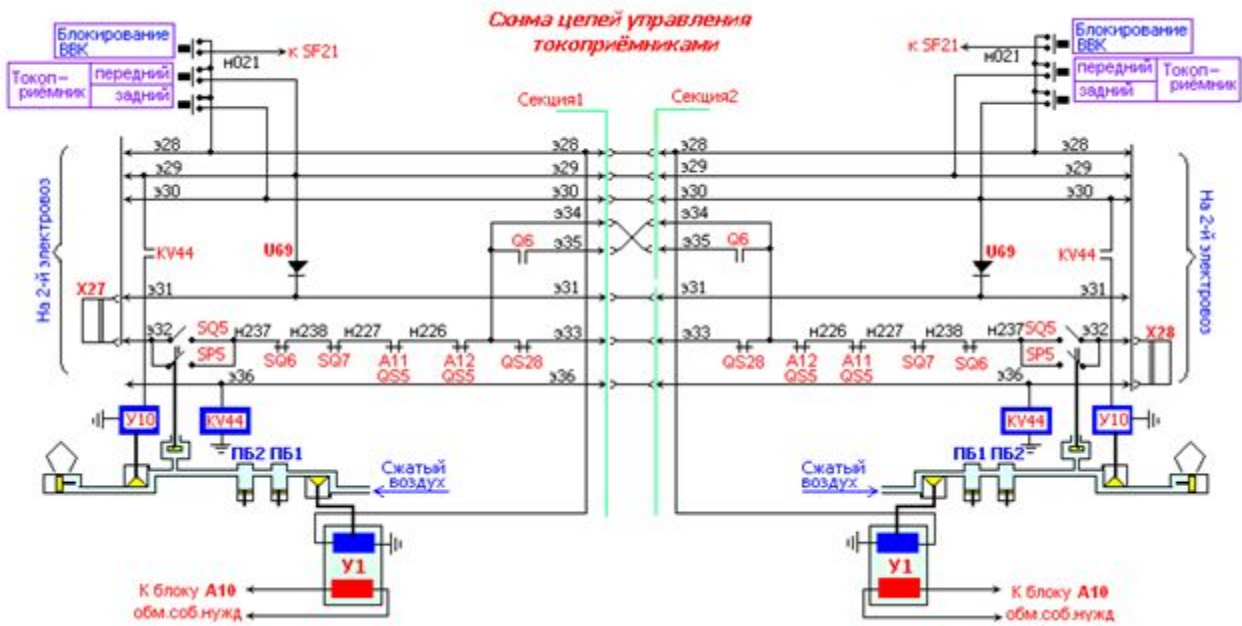 Схнма цепей управления
токоприёмниками
Блокирование
ВВК
Токоп-
риёмник
передний
задний
к SF21
н021
Секция1
Секция2
к SF21
н021
Блокирование
ВВК
передний
задний
Токоп-
риёмник
э28
э28
э28
э28
э29
э29
э29
э29
э30
э30
э30
э30
э34
э34
Q6
э35
э35
Q6
На 2-й электровоз
KV44
U69
U69
KV44
На 2-й электровоз
X27
э31
э31
э31
э31
э32
SQ5
н237
н238
н227
н226
э33
э33
н226
н227
н238
н237
SQ5
э32
X28
SP5
SQ6
SQ7
A11
QS5
A12
QS5
QS28
QS28
A12
QS5
A11
QS5
SQ6
SP5
э36
э36
э36
э36
У10
KV44
KV44
У10
ПБ2
ПБ1
ПБ1
ПБ2
Сжатый
воздух
Сжатый
воздух
У1
У1
К блоку А10
обм.соб.нужд
К блоку А10
обм.соб.нужд